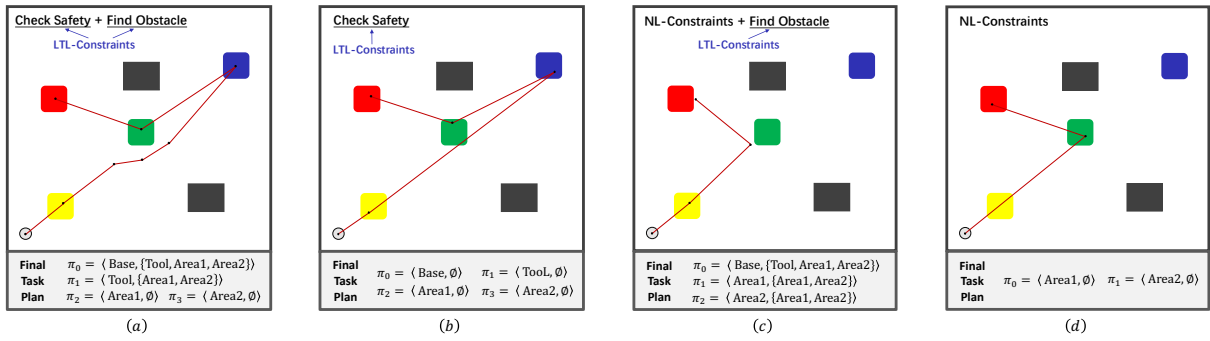 Check Safety + Find Obstacle
LTL-Constraints
Final
Task
Plan
π₀ = ⟨ Base, {Tool, Area1, Area2}⟩
π₁ = ⟨ Tool, {Area1, Area2}⟩
π₂ = ⟨ Area1, ∅⟩ π₃ = ⟨ Area2, ∅⟩
(a)
Check Safety
LTL-Constraints
Final
Task
Plan
π₀ = ⟨ Base, ∅⟩ π₁ = ⟨ TooL, ∅⟩
π₂ = ⟨ Area1, ∅⟩ π₃ = ⟨ Area2, ∅⟩
(b)
NL-Constraints + Find Obstacle
LTL-Constraints
Final
Task
Plan
π₀ = ⟨ Base, {Tool, Area1, Area2}⟩
π₁ = ⟨ Area1, {Area1, Area2}⟩
π₂ = ⟨ Area2, {Area1, Area2}⟩
(c)
NL-Constraints
Final
Task
Plan
π₀ = ⟨ Area1, ∅⟩ π₁ = ⟨ Area2, ∅⟩
(d)